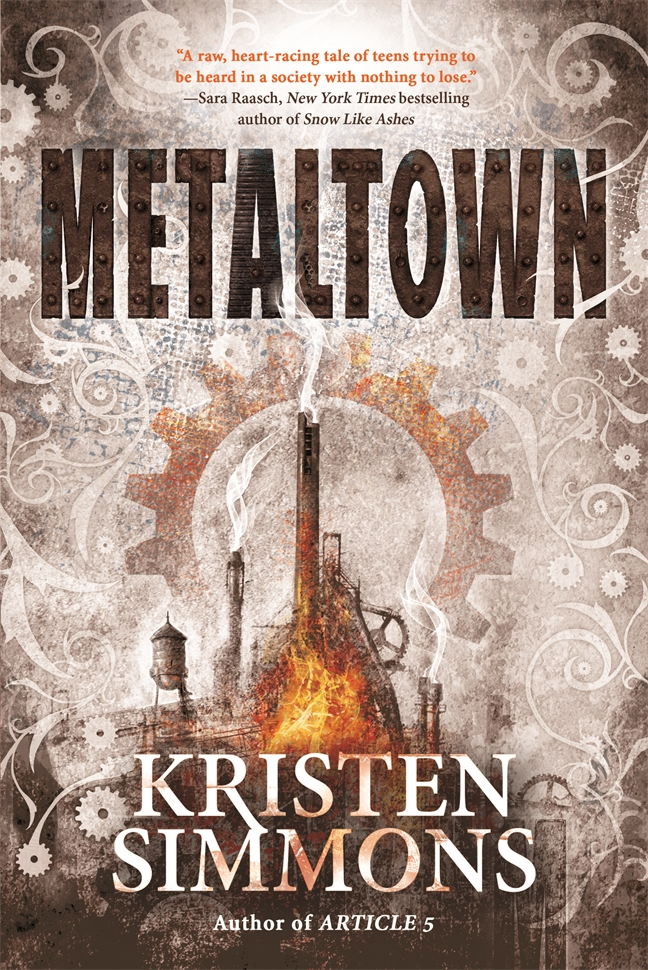 “A raw, heart-racing tale of teens trying to
be heard in a society with nothing to lose.”
—Sara Raasch, New York Times bestselling
author of Snow Like Ashes
METALTOWN
KRISTEN
SIMMONS
Author of ARTICLE 5